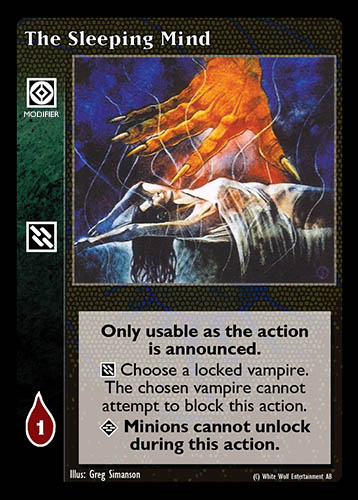 The Sleeping Mind
MODIFIER
Only usable as the action
is announced.
Choose a locked vampire.
The chosen vampire cannot
attempt to block this action.
Minions cannot unlock
during this action.
1
Illus: Greg Simanson
(C) White Wolf Entertainment AB